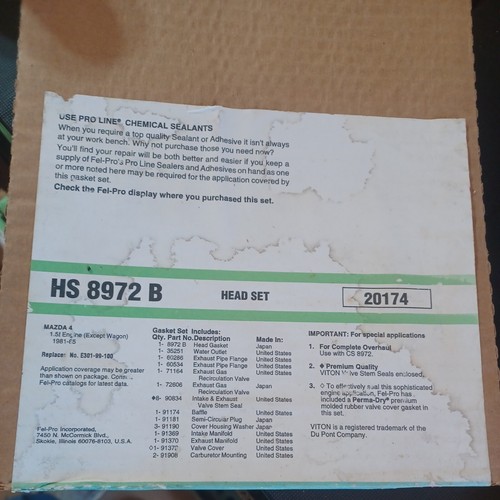 USE PRO LINE® CHEMICAL SEALANTS
When you require a top quality Sealant or Adhesive it isn't always
at your work bench. Why not purchase those you need now?
You'll find your repair will be both better and easier if you keep a
supply of Fel-Pro's Pro Line Sealers and Adhesives on hand as one
or more noted here may be required for the application covered by
this gasket set.
Check the Fel-Pro display where you purchased this set.
HS 8972 B
HEAD SET
20174
MAZDA 4
1.5l Engine (Except Wagon)
1981-85
Replaces No. E301-99-100
Application coverage may be greater
than shown on package.
Fel-Pro catalogs for latest data.
Fel-Pro Incorporated,
7450 N. McCormick Blvd.,
Skokie, Illinois 60076-8103, U.S.A.
Gasket Set Includes:
Qty. Part No. Description Made In:
1- 8972 B Head Gasket Japan
1- 35251 Water Outlet United States
1- 60286 Exhaust Pipe Flange United States
1- 60534 Exhaust Pipe Flange United States
1- 71164 Exhaust Gas United States
Recirculation Valve
1- 72806 Exhaust Gas Japan
Recirculation Valve
8- 90834 Intake & Exhaust United States
Valve Stem Seal
1- 91174 Baffle United States
1- 91181 Semi-Circular Plug Japan
3- 91190 Cover Housing Washer Japan
1- 91369 Intake Manifold United States
1- 91370 Exhaust Manifold United States
Rocker Cover United States
2- 91908 Carburetor Mounting United States
IMPORTANT: For special applications
1. For Complete Overhaul
Use with CS 8972.
2. Premium Quality
VITON Valve Stem Seals enclosed.
3. To effectively seal this sophisticated
engine application, Fel-Pro has
included a Perma-Dry® premium
molded rubber valve cover gasket in
this set.
VITON is a registered trademark of the
Du Pont Company.